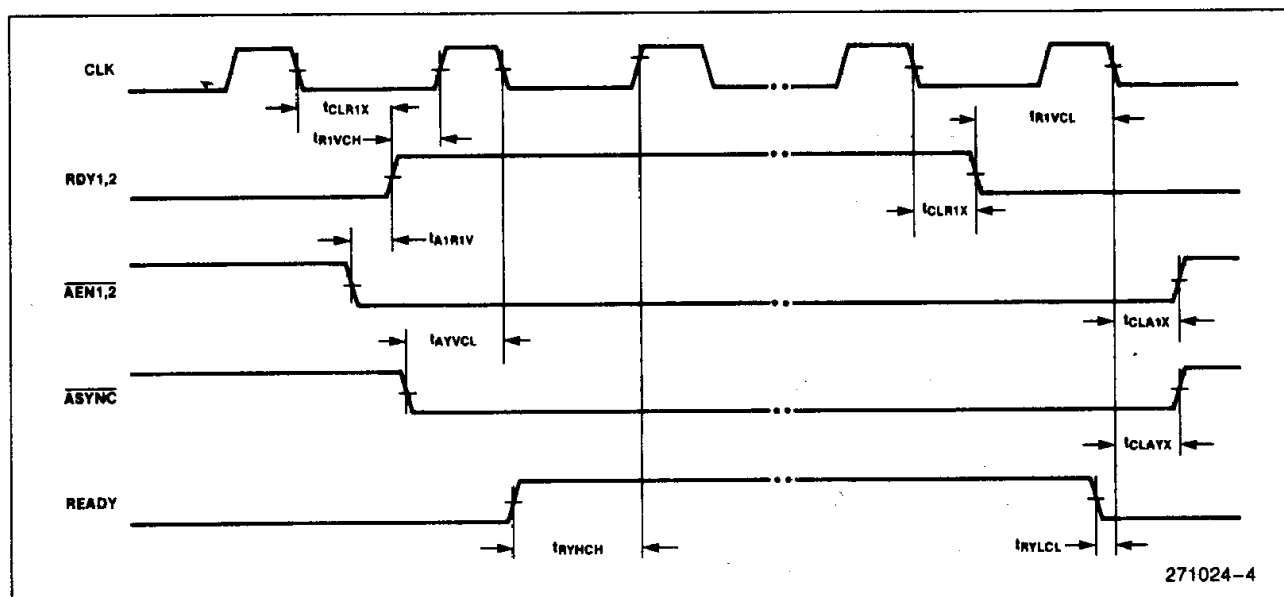 CLK
tCLR1X
tR1VCH
tR1VCL
RDY1,2
tCLR1X
tA1R1V
AEN1,2
tCLA1X
tAYVCL
ASYNC
tCLAYX
READY
tRYHCH
tRYLCL
271024-4